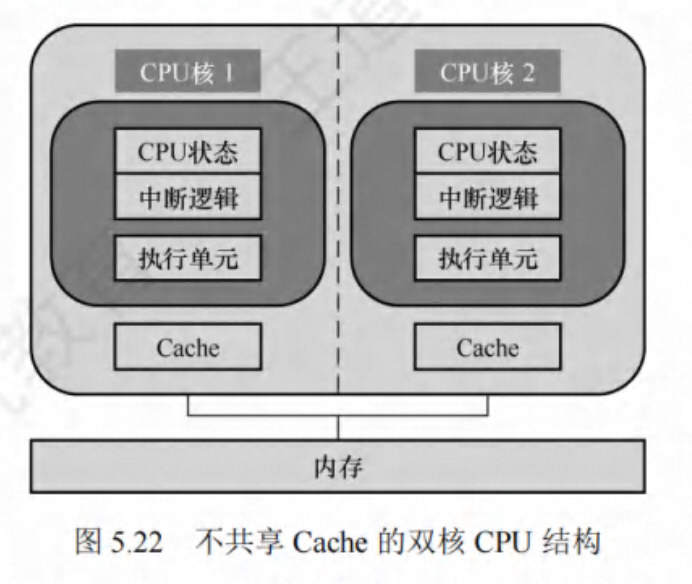 CPU核 1 CPU核 2
CPU状态 CPU状态
中断逻辑 中断逻辑
执行单元 执行单元
Cache Cache
内存
图 5.22 不共享 Cache 的双核 CPU 结构